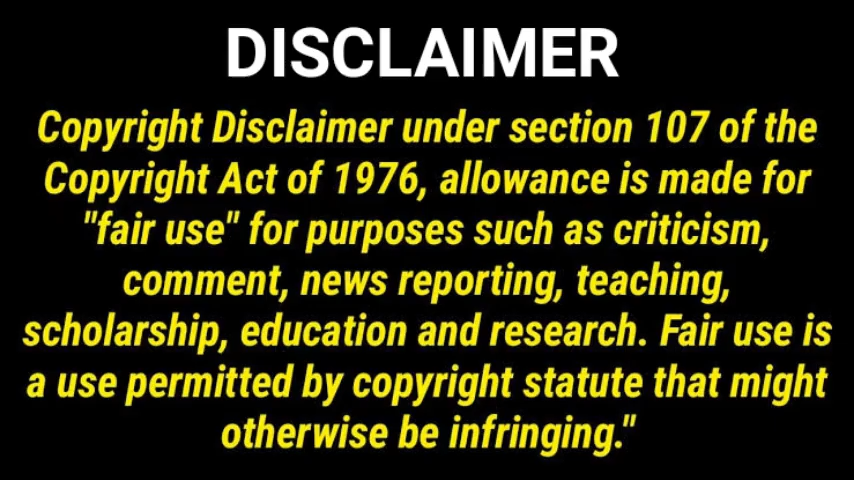 DISCLAIMER
Copyright Disclaimer under section 107 of the
Copyright Act of 1976, allowance is made for
"fair use" for purposes such as criticism,
comment, news reporting, teaching,
scholarship, education and research. Fair use is
a use permitted by copyright statute that might
otherwise be infringing."